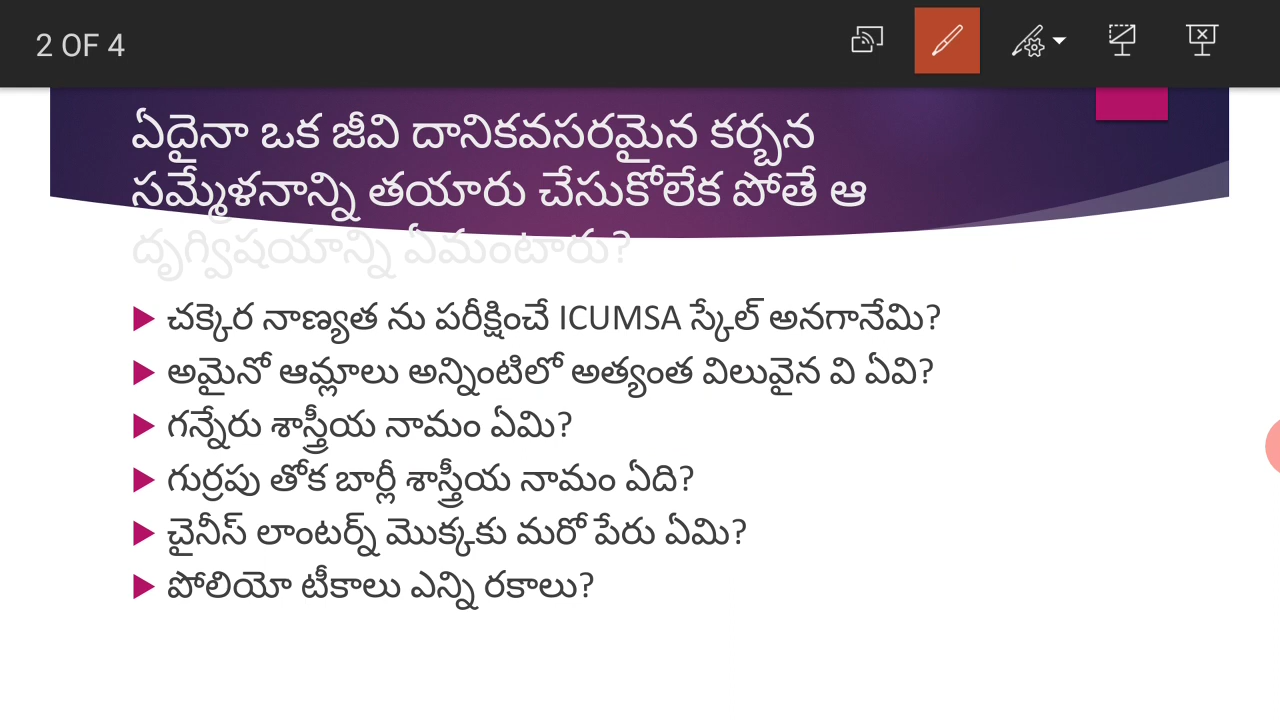 2 OF 4
ఏదైనా ఒక జీవి దానికవసరమైన కర్బన
సమ్మేళనాన్ని తయారు చేసుకోలేక పోతే ఆ
దృగ్విషయాన్ని ఏమంటారు?
చక్కెర నాణ్యత ను పరీక్షించే ICUMSA స్కేల్ అనగానేమి?
అమైనో ఆమ్లాలు అన్నింటిలో అత్యంత విలువైన వి ఏవి?
గన్నేరు శాస్త్రీయ నామం ఏమి?
గుర్రపు తోక బార్లీ శాస్త్రీయ నామం ఏది?
చైనీస్ లాంటర్న్ మొక్కకు మరో పేరు ఏమి?
పోలియో టీకాలు ఎన్ని రకాలు?